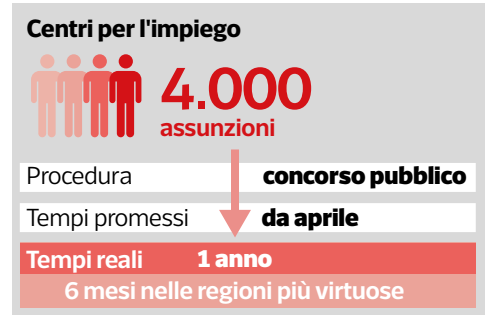 Centri per l'impiego
4.000
assunzioni
Procedura concorso pubblico
Tempi promessi da aprile
Tempi reali 1 anno
6 mesi nelle regioni più virtuose